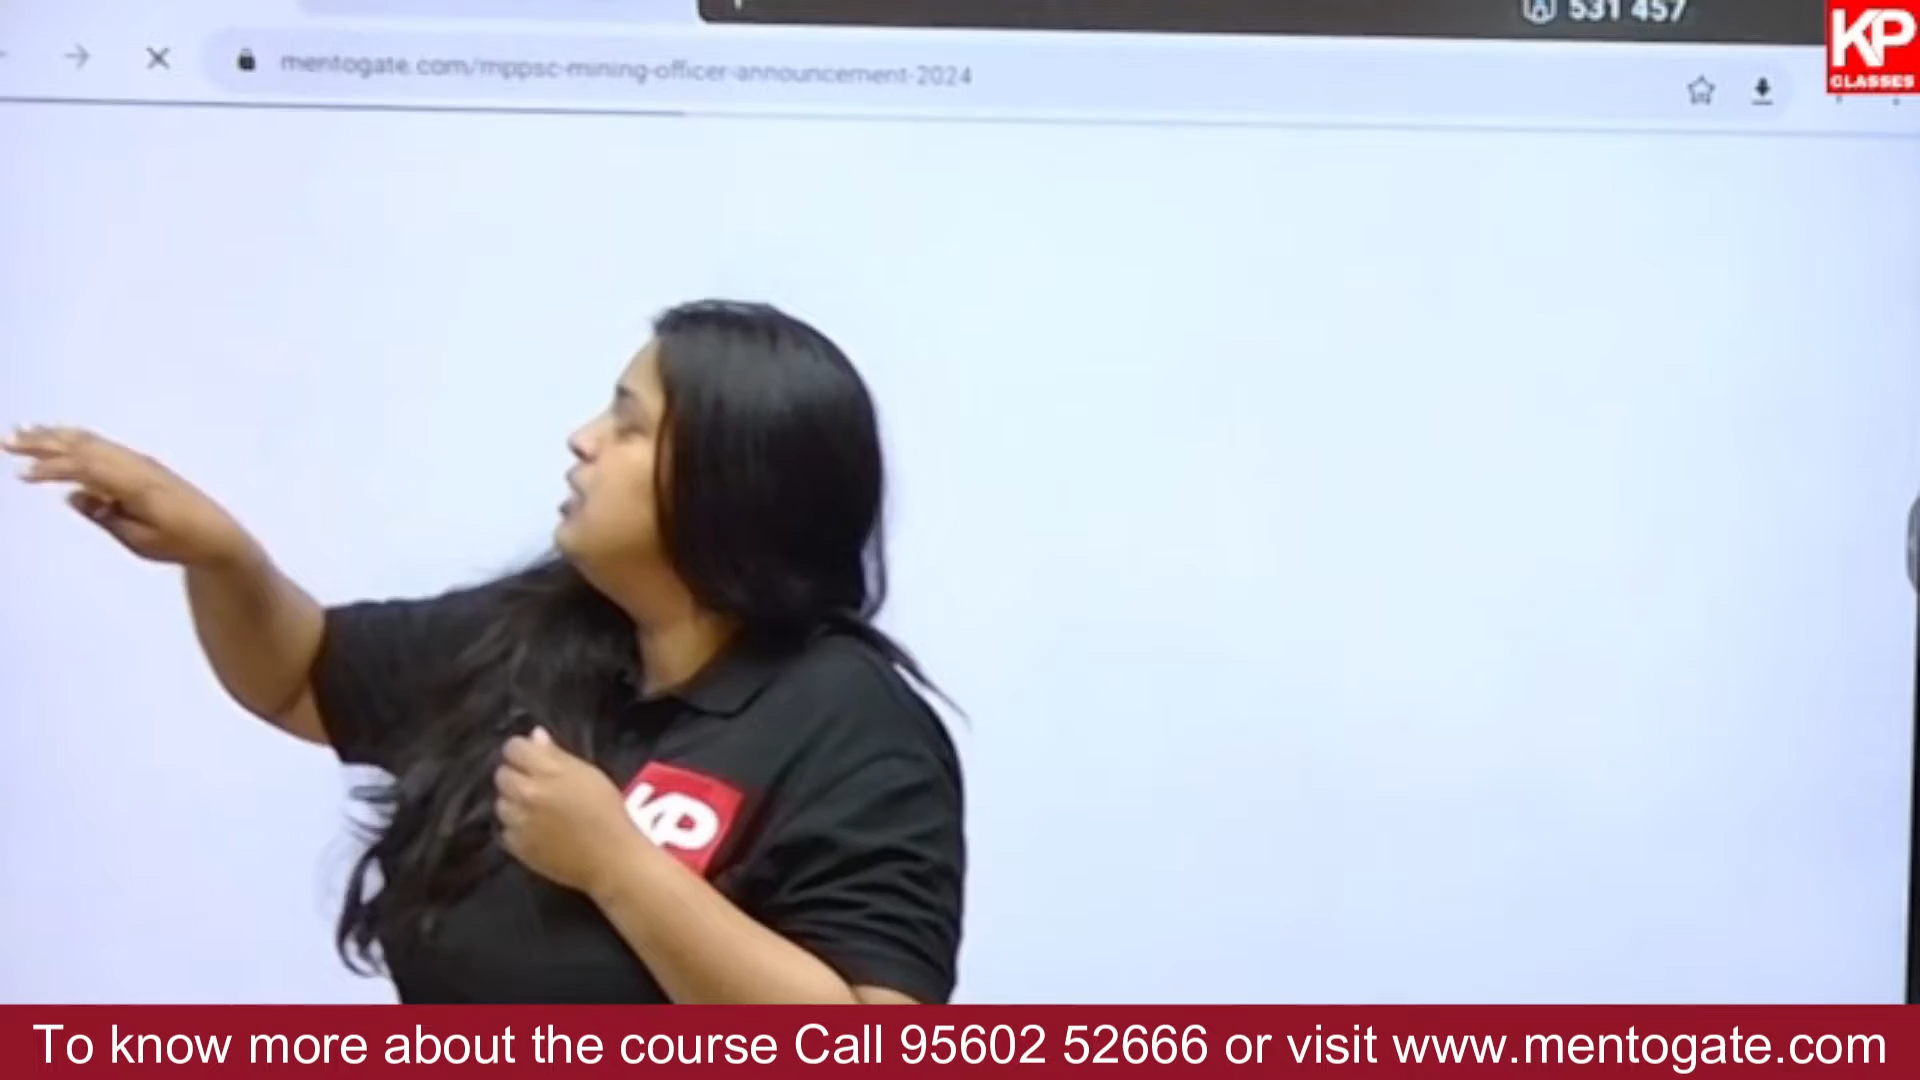 531 457
KP
CLASSES
mentogate.com/mppsc-mining-officer-announcement-2024
KP
To know more about the course Call 95602 52666 or visit www.mentogate.com